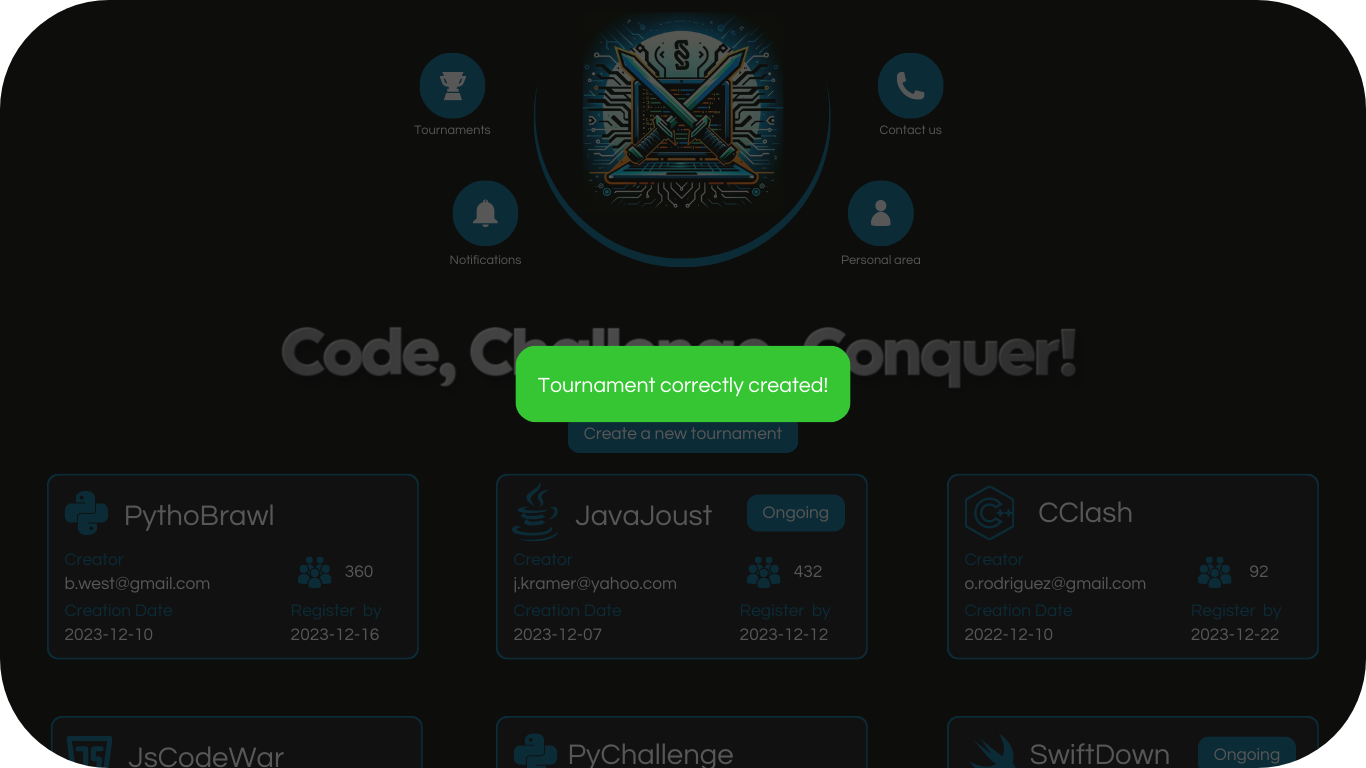 Tournaments
Contact us
Notifications
Personal area
Code, Challenge, Conquer!
Tournament correctly created!
Create a new tournament
PythoBrawl
Creator
b.west@gmail.com
360
Creation Date
Register by
2023-12-10
2023-12-16
JavaJoust
Ongoing
Creator
j.kramer@yahoo.com
432
Creation Date
Register by
2023-12-07
2023-12-12
C++
CClash
Creator
o.rodriguez@gmail.com
92
Creation Date
Register by
2022-12-10
2023-12-22
JS
JsCodeWar
PyChallenge
SwiftDown
Ongoing